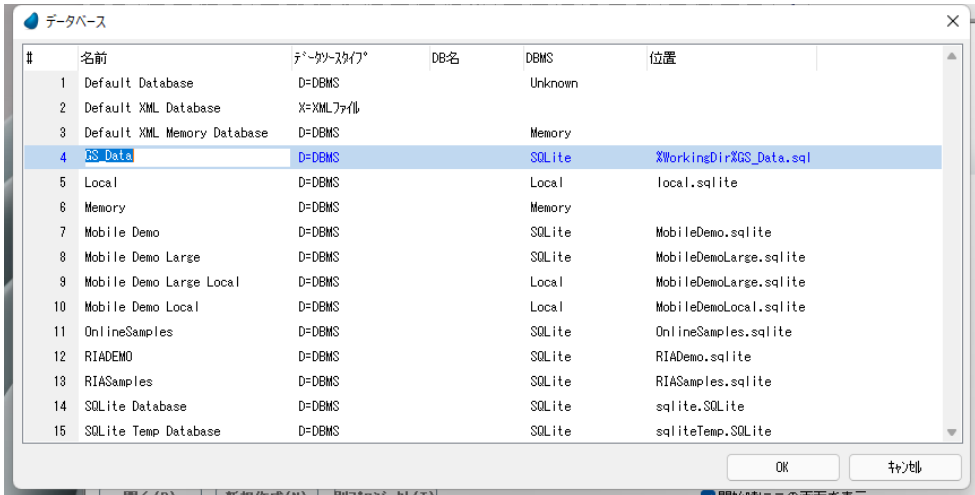 データベース
# 名前 ﾃﾞｰﾀｿｰｽﾀｲﾌﾟ DB名 DBMS 位置
1 Default Database D=DBMS Unknown
2 Default XML Database X=XMLﾌｧｲﾙ
3 Default XML Memory Database D=DBMS Memory
4 GS_Data D=DBMS SQLite %WorkingDir%GS_Data.sql
5 Local D=DBMS Local local.sqlite
6 Memory D=DBMS Memory
7 Mobile Demo D=DBMS SQLite MobileDemo.sqlite
8 Mobile Demo Large D=DBMS SQLite MobileDemoLarge.sqlite
9 Mobile Demo Large Local D=DBMS Local MobileDemoLarge.sqlite
10 Mobile Demo Local D=DBMS Local MobileDemoLocal.sqlite
11 OnlineSamples D=DBMS SQLite OnlineSamples.sqlite
12 RIADEMO D=DBMS SQLite RIADemo.sqlite
13 RIASamples D=DBMS SQLite RIASamples.sqlite
14 SQLite Database D=DBMS SQLite sqlite.SQLite
15 SQLite Temp Database D=DBMS SQLite sqliteTemp.SQLite
OK ｷｬﾝｾﾙ